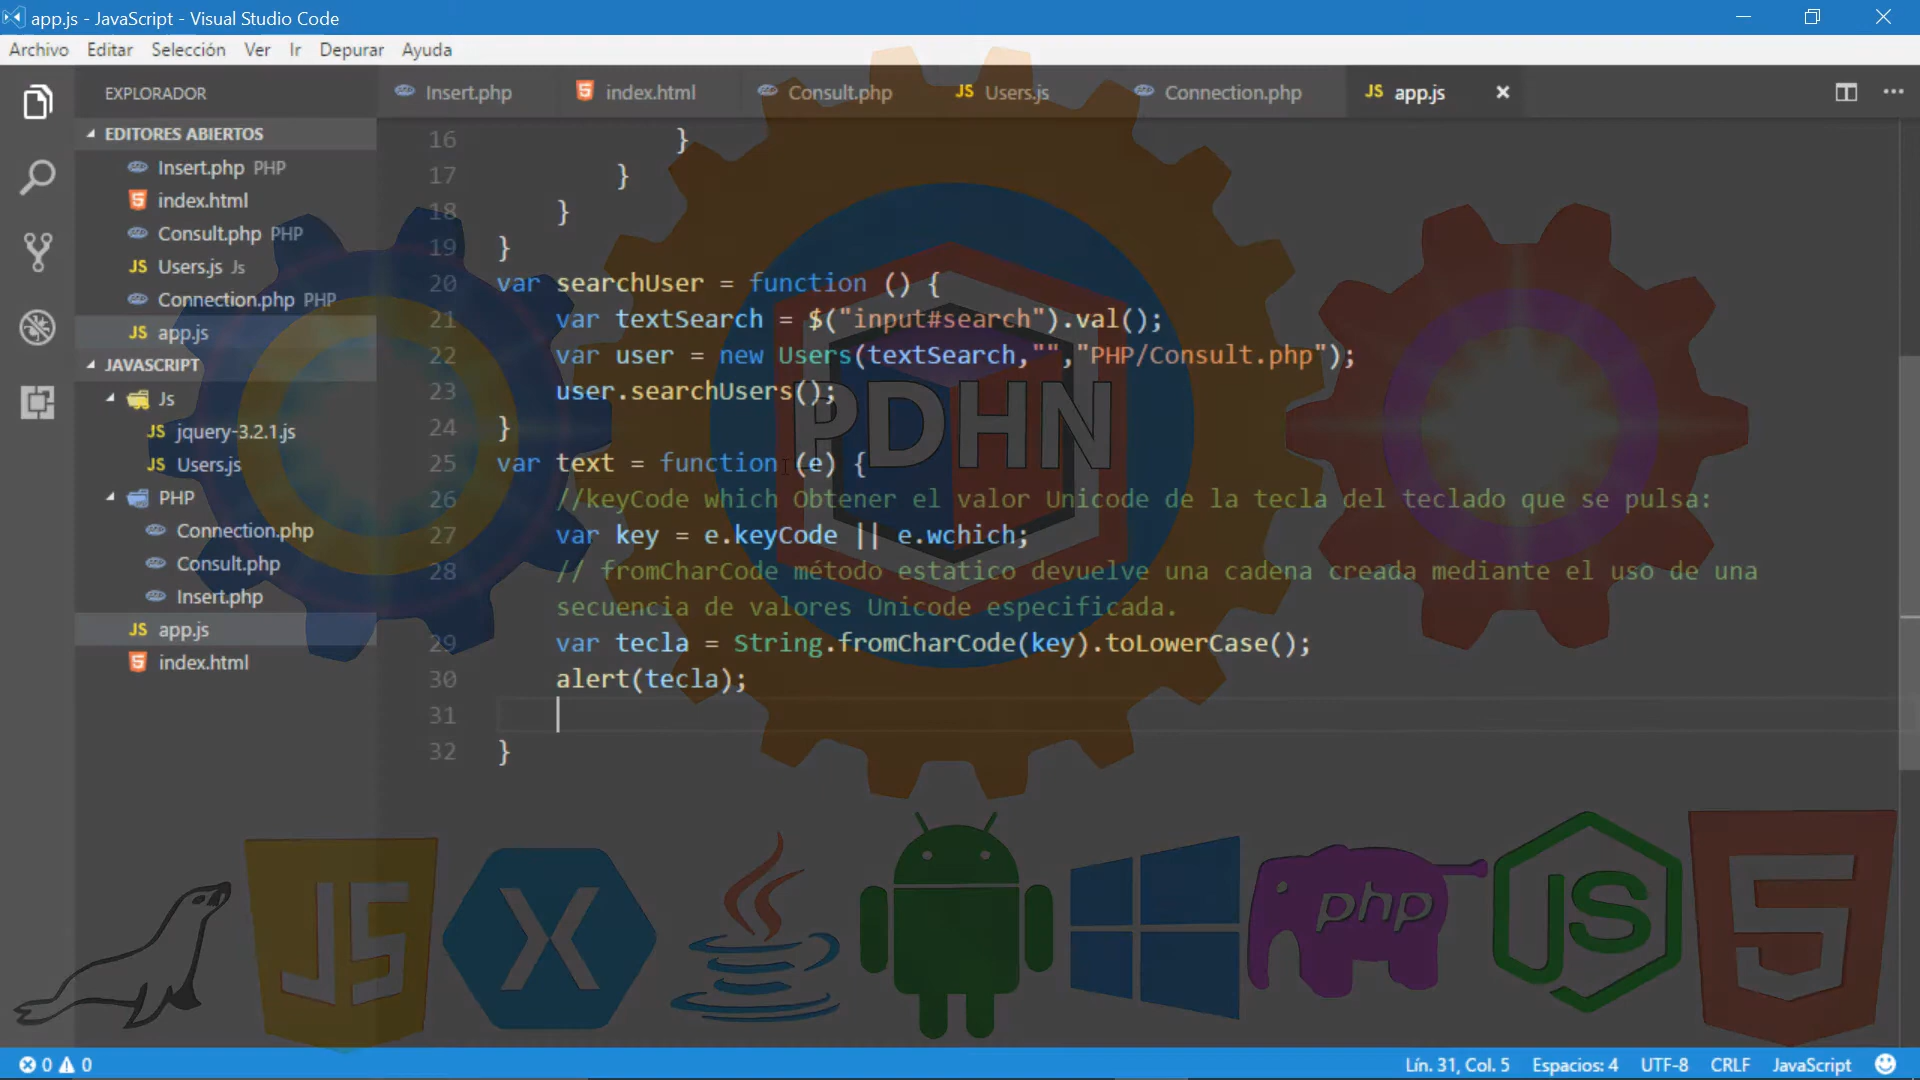 app.js - JavaScript - Visual Studio Code
Archivo Editar Selección Ver Ir Depurar Ayuda
EXPLORADOR
EDITORES ABIERTOS
Insert.php PHP
index.html
Consult.php PHP
JS Users.js Js
Connection.php PHP
JS app.js
JAVASCRIPT
Js
JS jquery-3.2.1.js
JS Users.js
PHP
Connection.php
Consult.php
Insert.php
JS app.js
index.html
Insert.php index.html Consult.php JS Users.js Connection.php JS app.js
16 }
17 }
18 }
19 }
20 var searchUser = function () {
21 var textSearch = $("input#search").val();
22 var user = new Users(textSearch,"","PHP/Consult.php");
23 user.searchUsers();
24 }
25 var text = function (e) {
26 //keyCode which Obtener el valor Unicode de la tecla del teclado que se pulsa:
27 var key = e.keyCode || e.wchich;
28 // fromCharCode método estatico devuelve una cadena creada mediante el uso de una
secuencia de valores Unicode especificada.
29 var tecla = String.fromCharCode(key).toLowerCase();
30 alert(tecla);
31
32 }
PDHN
JS
X
php
JS
5
0 0
Lín. 31, Col. 5 Espacios: 4 UTF-8 CRLF JavaScript